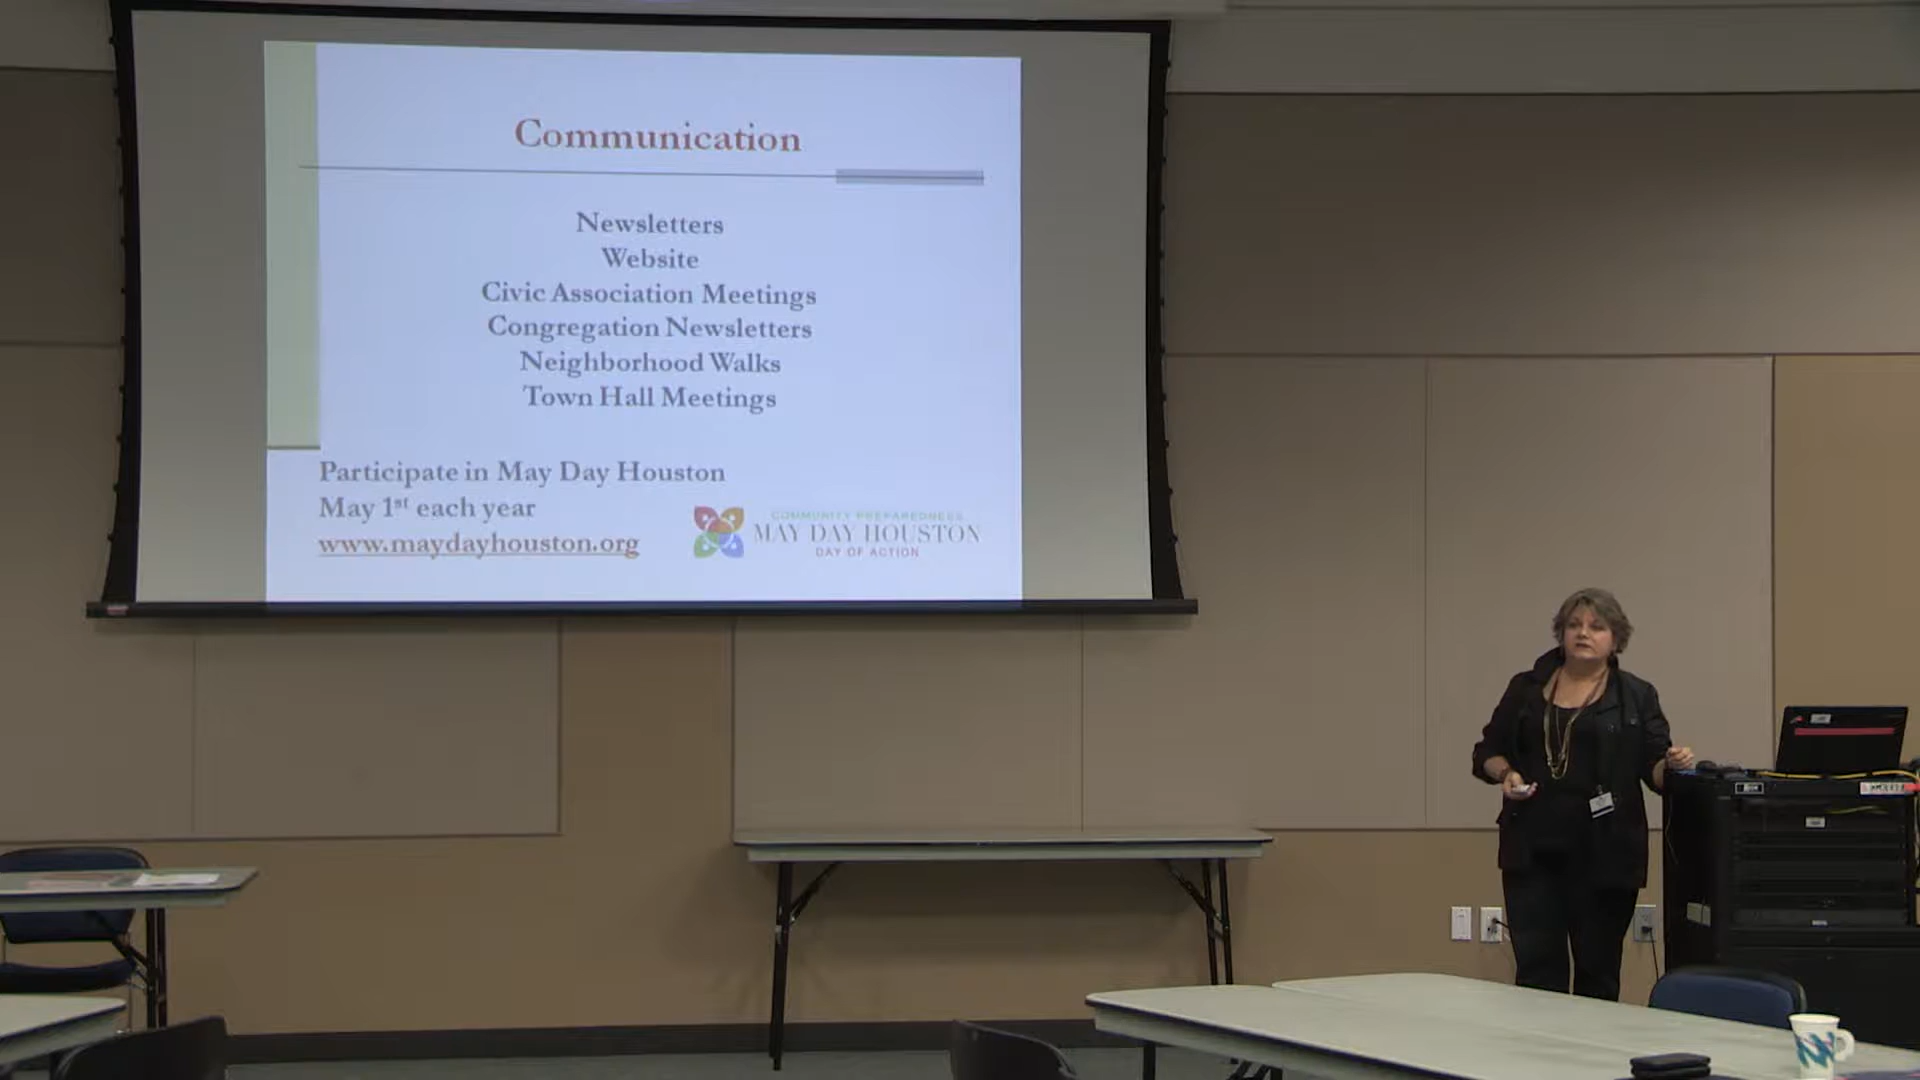 Communication
Newsletters
Website
Civic Association Meetings
Congregation Newsletters
Neighborhood Walks
Town Hall Meetings
Participate in May Day Houston
May 1st each year
www.maydayhouston.org
COMMUNITY PREPAREDNESS
MAY DAY HOUSTON
DAY OF ACTION